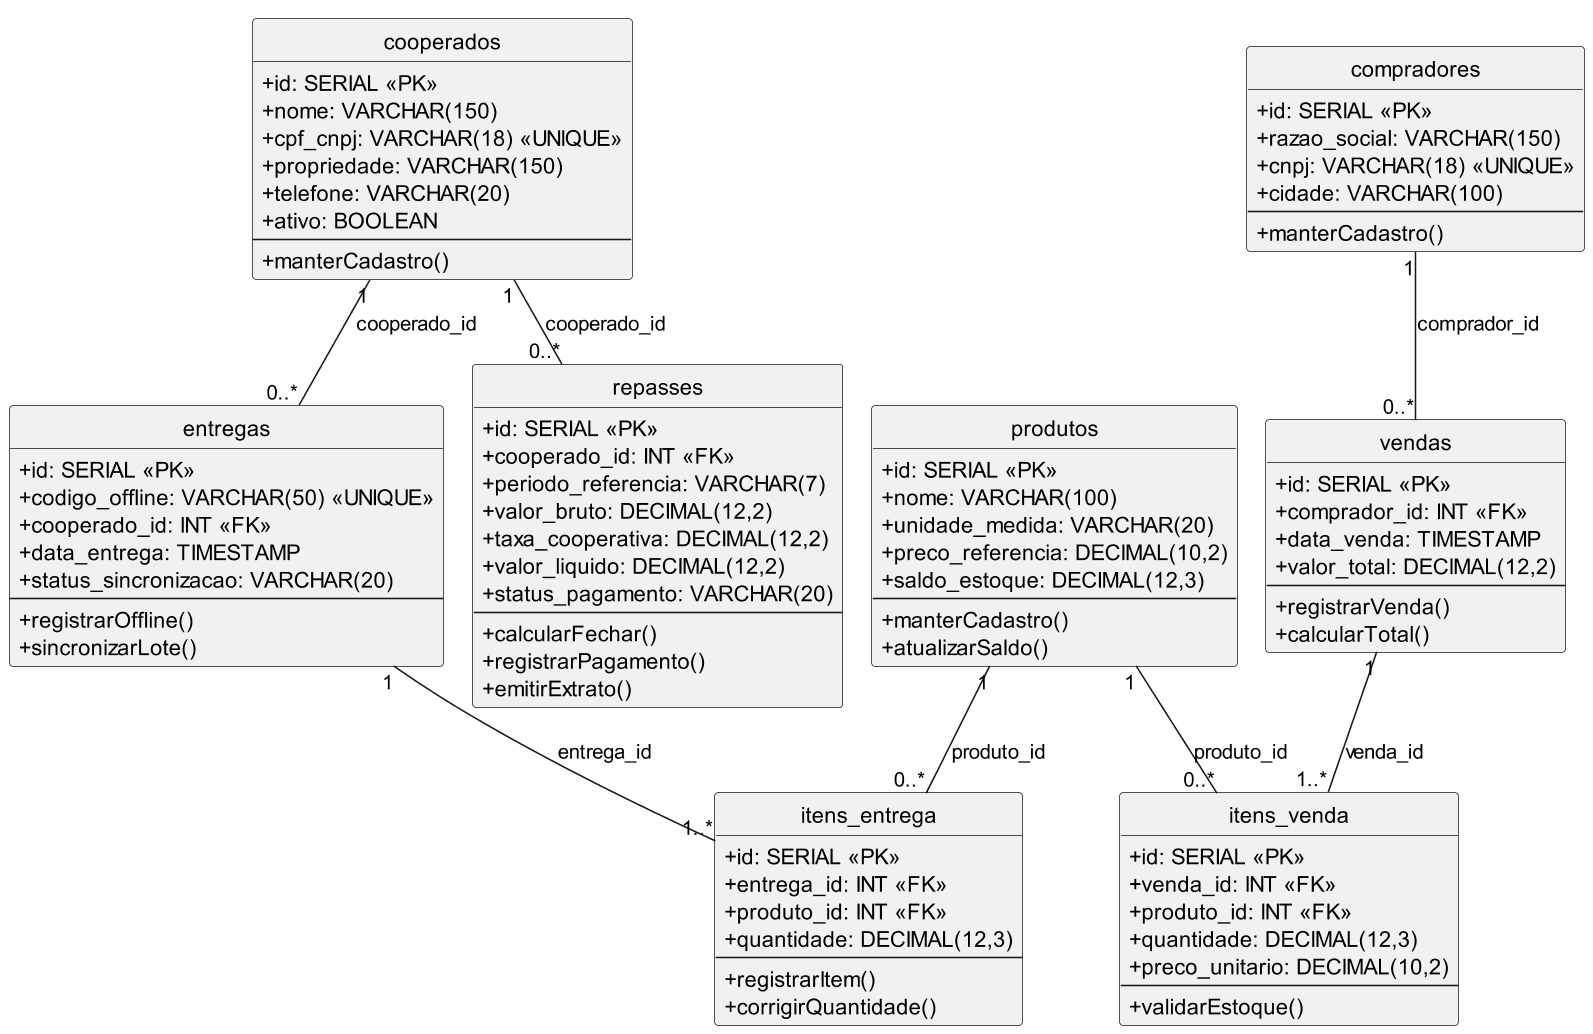 cooperados
+id: SERIAL «PK»
+nome: VARCHAR(150)
+cpf_cnpj: VARCHAR(18) «UNIQUE»
+propriedade: VARCHAR(150)
+telefone: VARCHAR(20)
+ativo: BOOLEAN
+manterCadastro()
compradores
+id: SERIAL «PK»
+razao_social: VARCHAR(150)
+cnpj: VARCHAR(18) «UNIQUE»
+cidade: VARCHAR(100)
+manterCadastro()
1
cooperado_id
0..*
1
cooperado_id
0..*
1
comprador_id
0..*
entregas
+id: SERIAL «PK»
+codigo_offline: VARCHAR(50) «UNIQUE»
+cooperado_id: INT «FK»
+data_entrega: TIMESTAMP
+status_sincronizacao: VARCHAR(20)
+registrarOffline()
+sincronizarLote()
repasses
+id: SERIAL «PK»
+cooperado_id: INT «FK»
+periodo_referencia: VARCHAR(7)
+valor_bruto: DECIMAL(12,2)
+taxa_cooperativa: DECIMAL(12,2)
+valor_liquido: DECIMAL(12,2)
+status_pagamento: VARCHAR(20)
+calcularFechar()
+registrarPagamento()
+emitirExtrato()
produtos
+id: SERIAL «PK»
+nome: VARCHAR(100)
+unidade_medida: VARCHAR(20)
+preco_referencia: DECIMAL(10,2)
+saldo_estoque: DECIMAL(12,3)
+manterCadastro()
+atualizarSaldo()
vendas
+id: SERIAL «PK»
+comprador_id: INT «FK»
+data_venda: TIMESTAMP
+valor_total: DECIMAL(12,2)
+registrarVenda()
+calcularTotal()
1
entrega_id
1..*
1
produto_id
0..*
1
produto_id
0..*
1
venda_id
1..*
itens_entrega
+id: SERIAL «PK»
+entrega_id: INT «FK»
+produto_id: INT «FK»
+quantidade: DECIMAL(12,3)
+registrarItem()
+corrigirQuantidade()
itens_venda
+id: SERIAL «PK»
+venda_id: INT «FK»
+produto_id: INT «FK»
+quantidade: DECIMAL(12,3)
+preco_unitario: DECIMAL(10,2)
+validarEstoque()